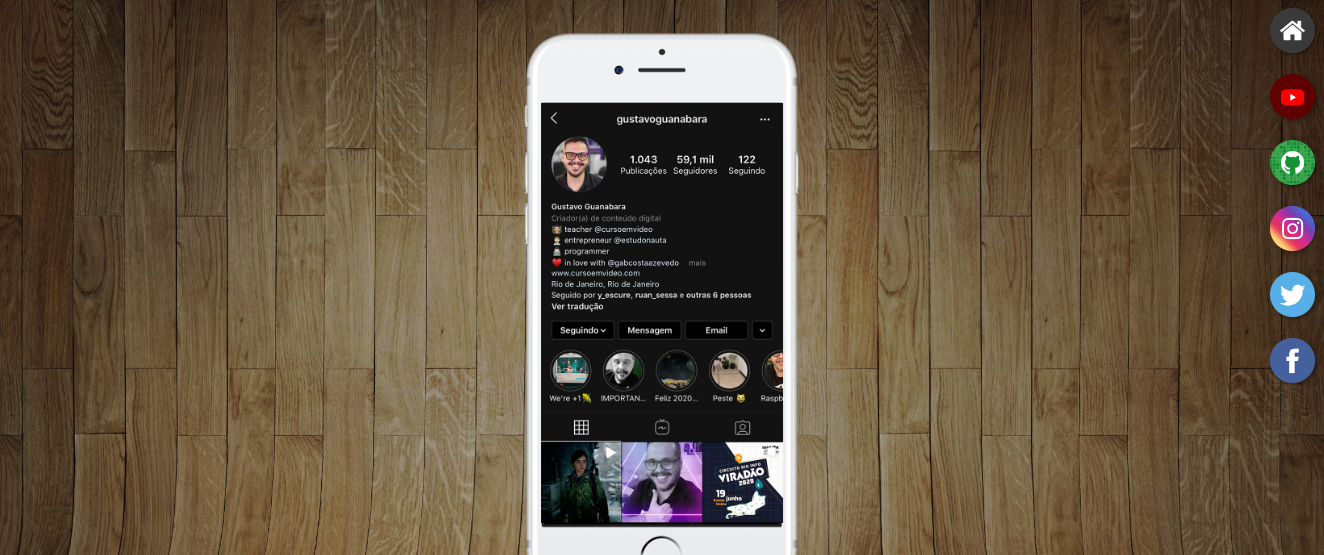 gustavoguanabara
1.043 59,1 mil 122
Publicações Seguidores Seguindo
Gustavo Guanabara
Criador(a) de conteúdo digital
teacher @cursoemvideo
entrepreneur @estudonauta
programmer
in love with @gabcostaazevedo mais
www.cursoemvideo.com
Rio de Janeiro, Rio de Janeiro
Seguido por y_escure, ruan_sessa e outras 6 pessoas
Ver tradução
Seguindo Mensagem Email
We're +1 IMPORTAN... Feliz 2020... Peste Raspb
CIRCUITO RIO INFO
VIRADÃO
2020
19 junho